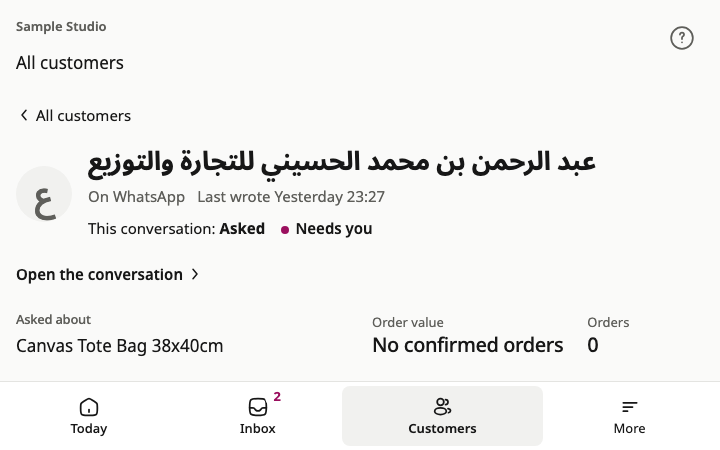 Sample Studio
All customers
All customers
ع
عبد الرحمن بن محمد الحسيني للتجارة والتوزيع
On WhatsApp Last wrote Yesterday 23:27
This conversation: Asked Needs you
Open the conversation
Asked about
Canvas Tote Bag 38x40cm
Order value
No confirmed orders
Orders
0
Today
2
Inbox
Customers
More